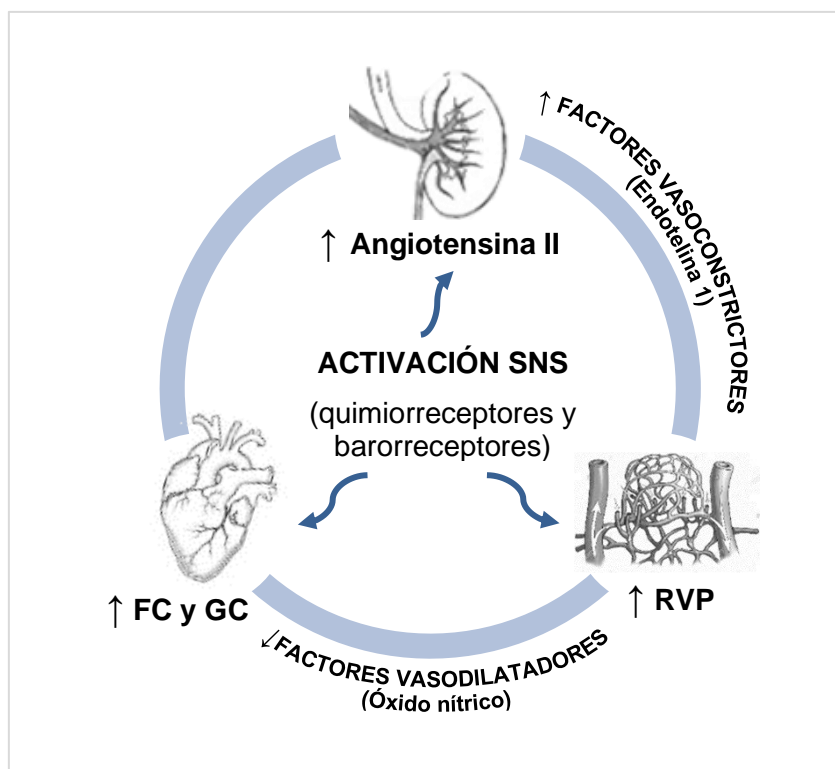 ↑ FACTORES VASOCONSTRICTORES
(Endotelina 1)
↑ Angiotensina II
ACTIVACIÓN SNS
(quimiorreceptores y
barorreceptores)
↑ FC y GC
↑ RVP
↓FACTORES VASODILATADORES
(Óxido nítrico)